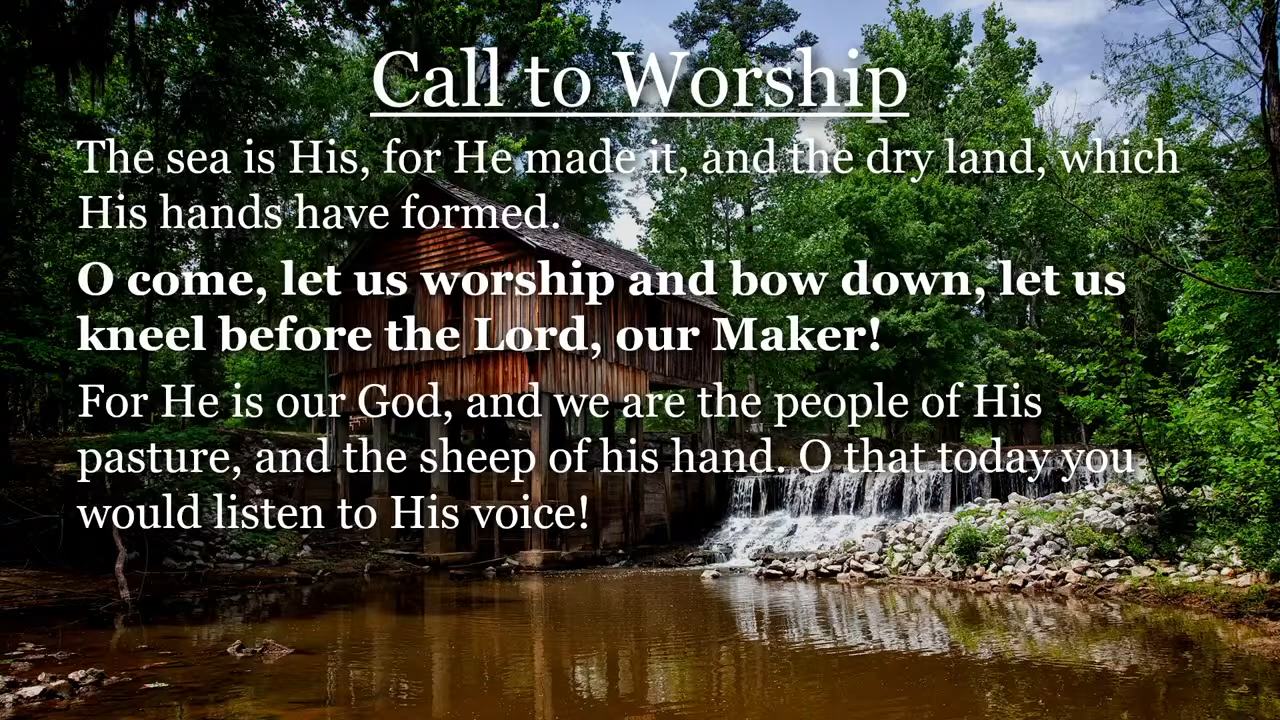 Call to Worship
The sea is His, for He made it, and the dry land, which
His hands have formed.
O come, let us worship and bow down, let us
kneel before the Lord, our Maker!
For He is our God, and we are the people of His
pasture, and the sheep of his hand. O that today you
would listen to His voice!